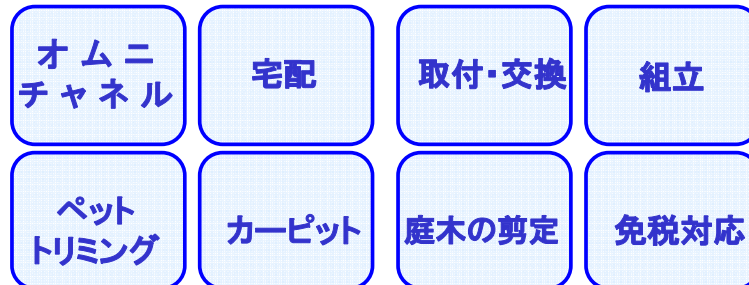 オムニ
チャネル
宅配
取付・交換
組立
ペット
トリミング
カーピット
庭木の剪定
免税対応